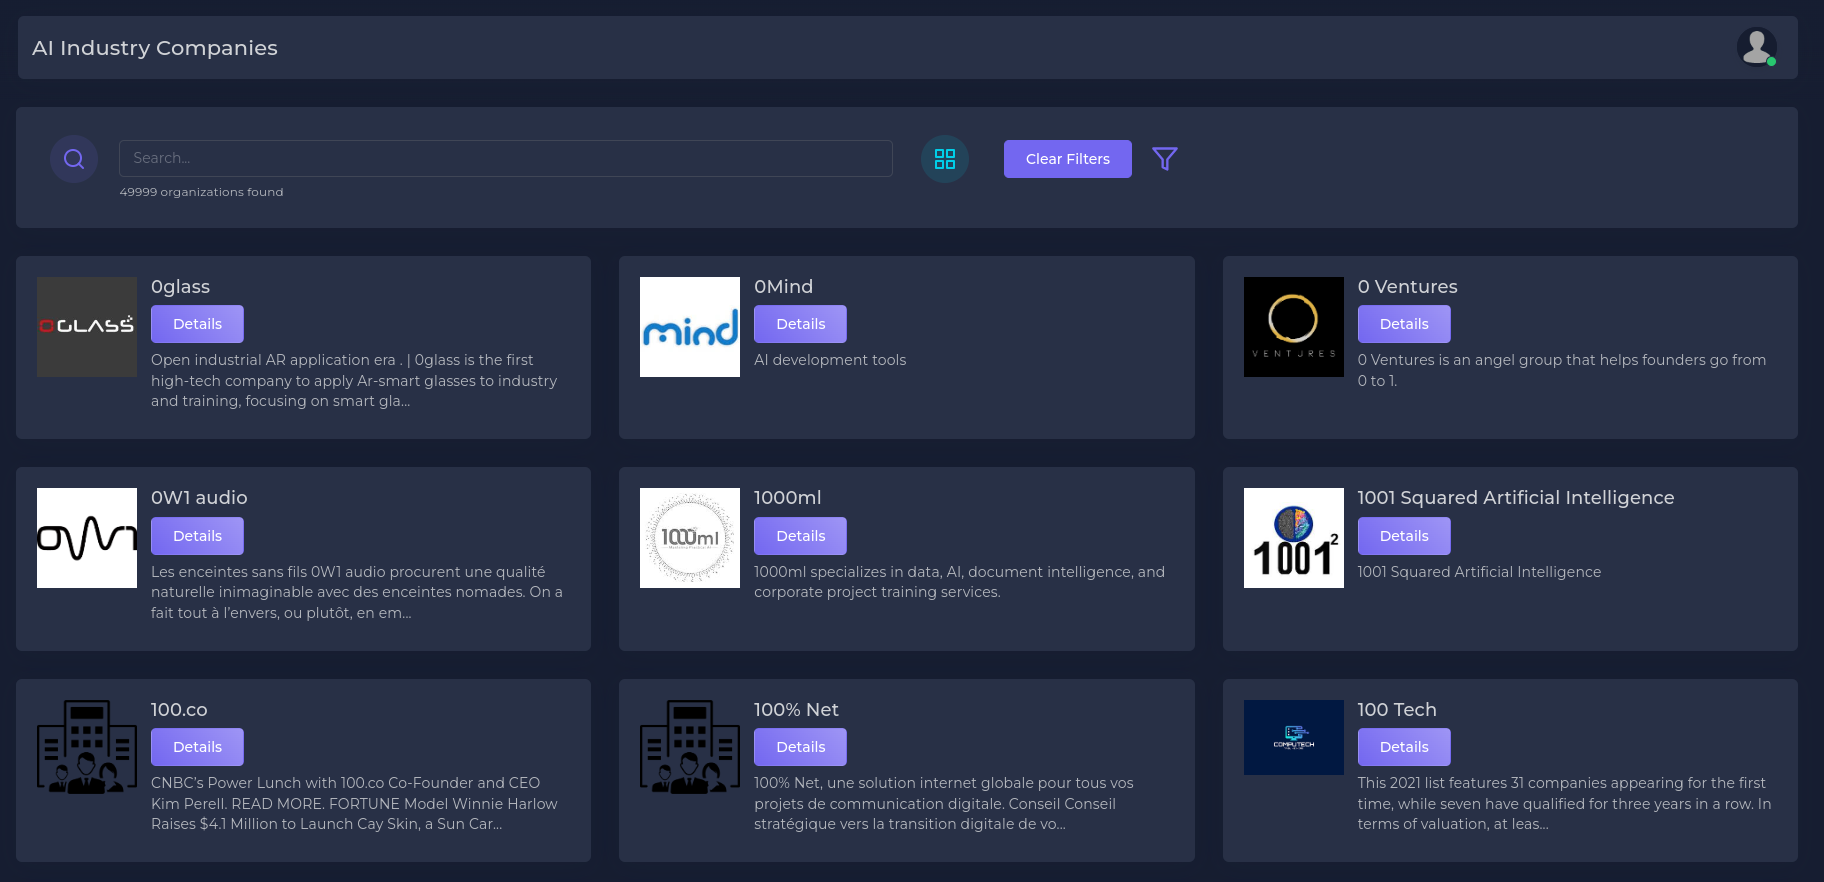 AI Industry Companies
Search...
Clear Filters
49999 organizations found
0glass
Details
Open industrial AR application era . | 0glass is the first
high-tech company to apply Ar-smart glasses to industry
and training, focusing on smart gla...
0GLASS
0Mind
Details
AI development tools
mind
0 Ventures
Details
0 Ventures is an angel group that helps founders go from
0 to 1.
VENTURES
0W1 audio
Details
Les enceintes sans fils 0W1 audio procurent une qualité
naturelle inimaginable avec des enceintes nomades. On a
fait tout à l’envers, ou plutôt, en em...
0W1
1000ml
Details
1000ml specializes in data, AI, document intelligence, and
corporate project training services.
1000ml
1001 Squared Artificial Intelligence
Details
1001 Squared Artificial Intelligence
1001²
100.co
Details
CNBC’s Power Lunch with 100.co Co-Founder and CEO
Kim Perell. READ MORE. FORTUNE Model Winnie Harlow
Raises $4.1 Million to Launch Cay Skin, a Sun Car...
100% Net
Details
100% Net, une solution internet globale pour tous vos
projets de communication digitale. Conseil Conseil
stratégique vers la transition digitale de vo...
100 Tech
Details
This 2021 list features 31 companies appearing for the first
time, while seven have qualified for three years in a row. In
terms of valuation, at leas...
COMPUTECH